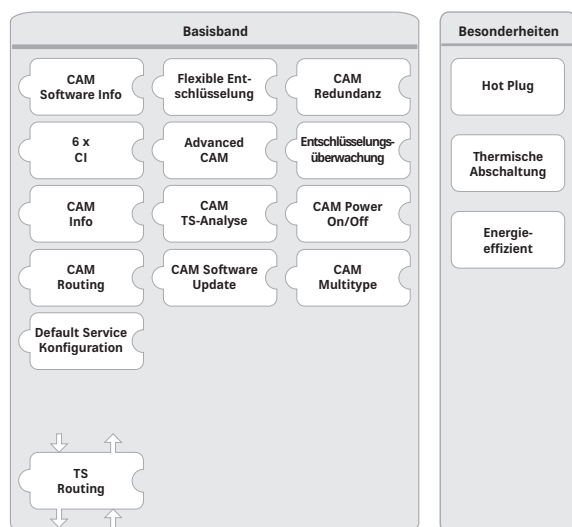 Basisband
CAM
Software Info
Flexible Ent-
schlüsselung
CAM
Redundanz
6 x
CI
Advanced
CAM
Entschlüsselungs-
überwachung
CAM
Info
CAM
TS-Analyse
CAM Power
On/Off
CAM
Routing
CAM Software
Update
CAM
Multitype
Default Service
Konfiguration
TS
Routing
Besonderheiten
Hot Plug
Thermische
Abschaltung
Energie-
effizient